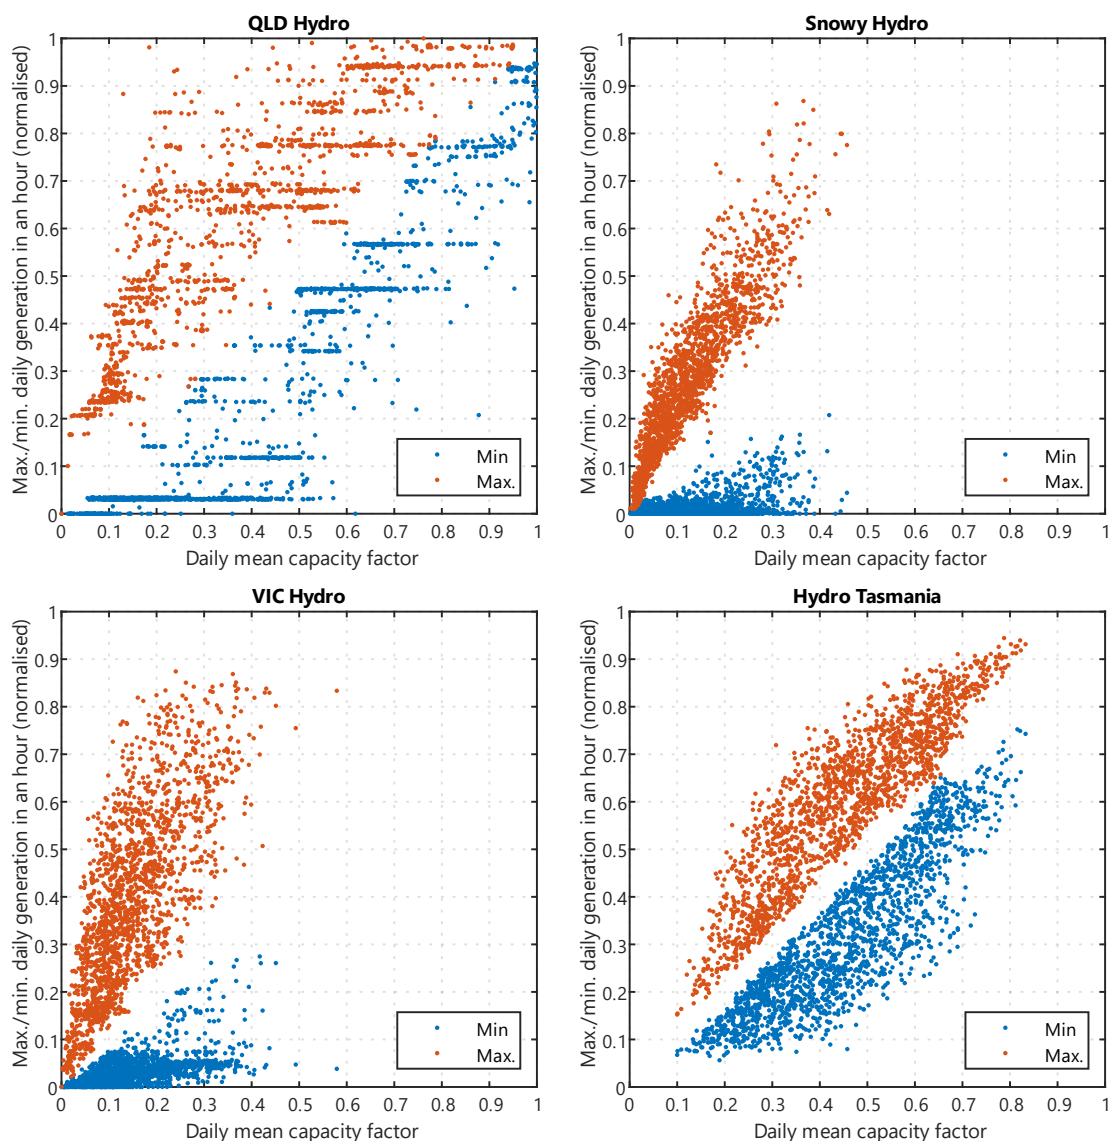 QLD Hydro
Max./min. daily generation in an hour (normalised)
1
0.9
0.8
0.7
0.6
0.5
0.4
0.3
0.2
0.1
0
Min
Max.
0 0.1 0.2 0.3 0.4 0.5 0.6 0.7 0.8 0.9 1
Daily mean capacity factor
Snowy Hydro
Max./min. daily generation in an hour (normalised)
1
0.9
0.8
0.7
0.6
0.5
0.4
0.3
0.2
0.1
0
Min
Max.
0 0.1 0.2 0.3 0.4 0.5 0.6 0.7 0.8 0.9 1
Daily mean capacity factor
VIC Hydro
Max./min. daily generation in an hour (normalised)
1
0.9
0.8
0.7
0.6
0.5
0.4
0.3
0.2
0.1
0
Min
Max.
0 0.1 0.2 0.3 0.4 0.5 0.6 0.7 0.8 0.9 1
Daily mean capacity factor
Hydro Tasmania
Max./min. daily generation in an hour (normalised)
1
0.9
0.8
0.7
0.6
0.5
0.4
0.3
0.2
0.1
0
Min
Max.
0 0.1 0.2 0.3 0.4 0.5 0.6 0.7 0.8 0.9 1
Daily mean capacity factor